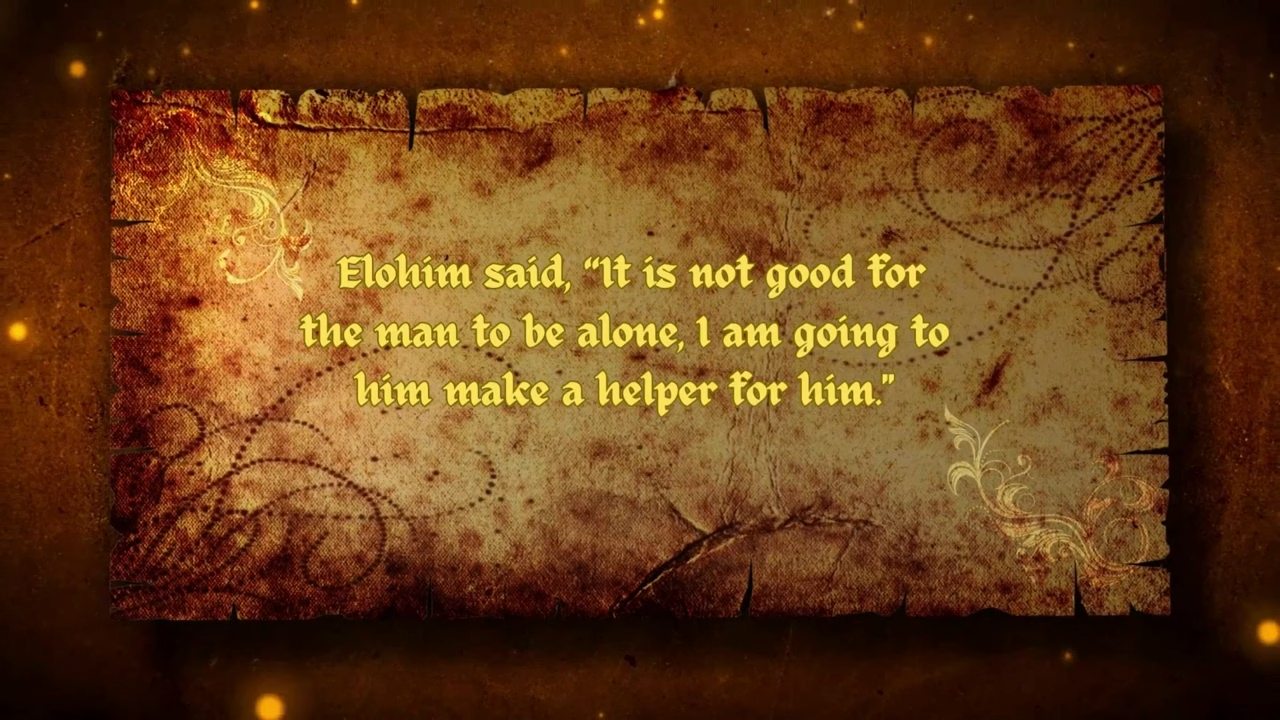 Elohim said, “It is not good for
the man to be alone, I am going to
him make a helper for him.”